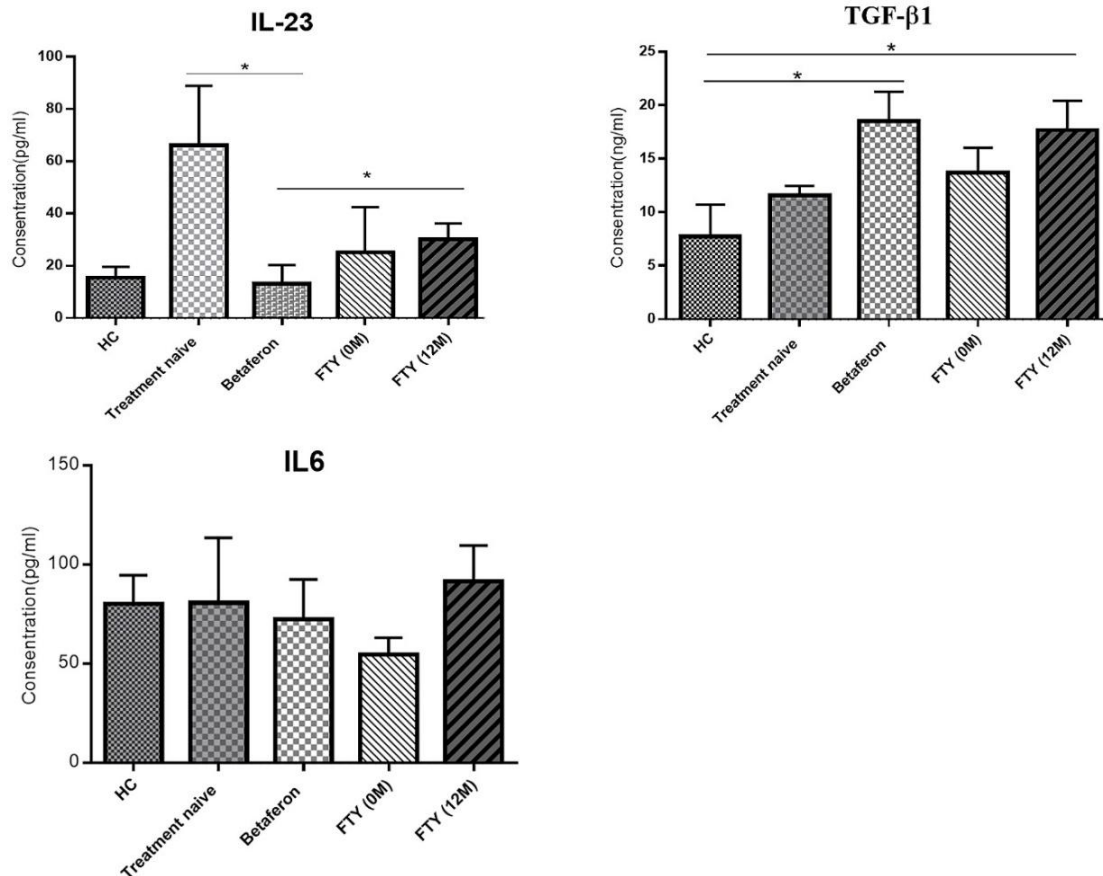 IL-23
Consentration(pg/ml)
100
80
60
40
20
0
*
*
HC
Treatment naive
Betaferon
FTY (0M)
FTY (12M)
TGF-β1
Consentration(ng/ml)
25
20
15
10
5
0
*
*
HC
Treatment naive
Betaferon
FTY (0M)
FTY (12M)
IL6
Consentration(pg/ml)
150
100
50
0
HC
Treatment naive
Betaferon
FTY (0M)
FTY (12M)